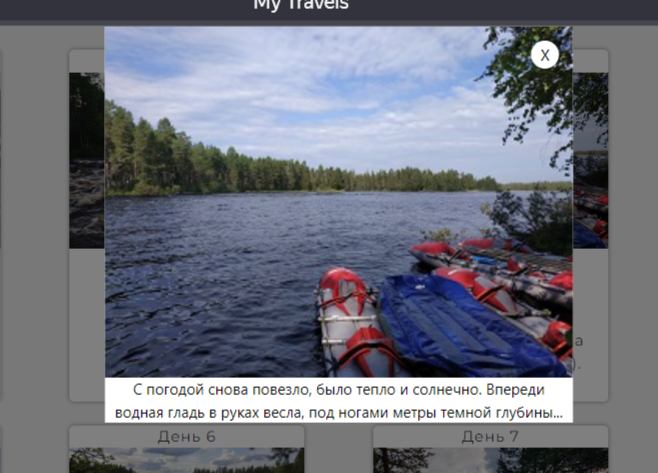 My Travels
X
С погодой снова повезло, было тепло и солнечно. Впереди
водная гладь в руках весла, под ногами метры темной глубины...
а
).
День 6
День 7